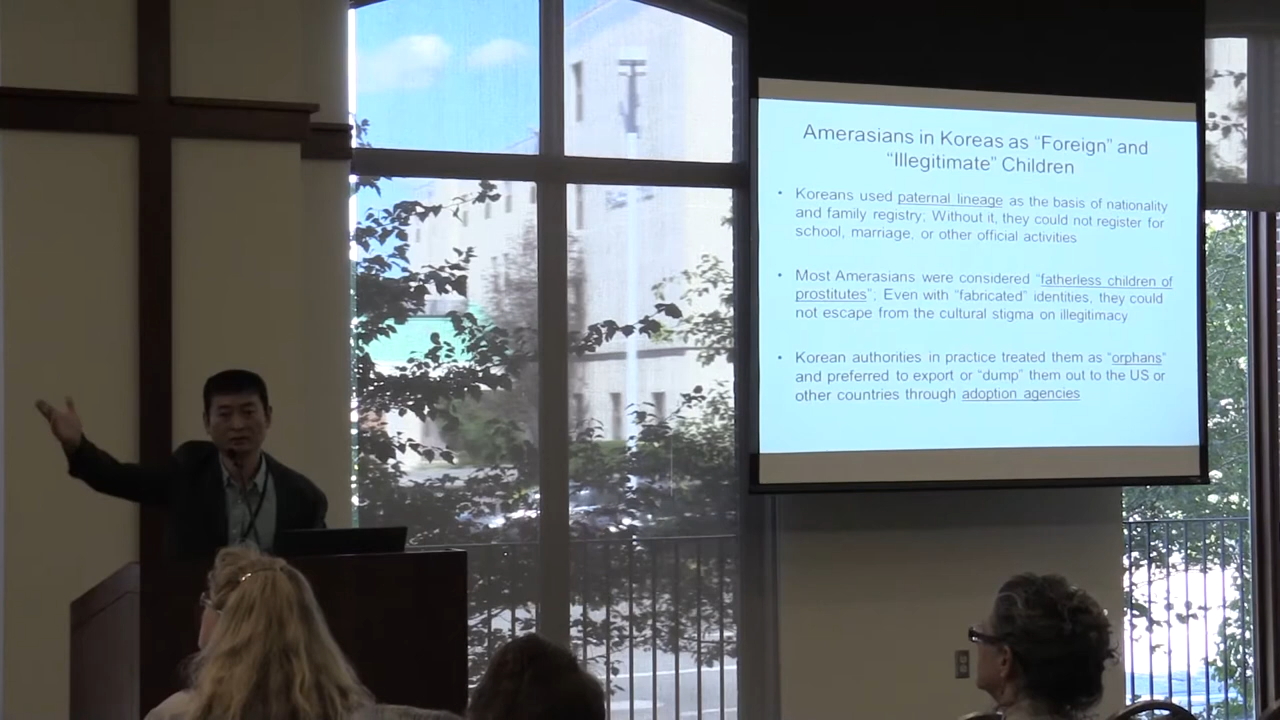 Amerasians in Koreas as “Foreign” and
“Illegitimate” Children
• Koreans used paternal lineage as the basis of nationality
and family registry; Without it, they could not register for
school, marriage, or other official activities
• Most Amerasians were considered “fatherless children of
prostitutes”; Even with “fabricated” identities, they could
not escape from the cultural stigma on illegitimacy
• Korean authorities in practice treated them as “orphans”
and preferred to export or “dump” them out to the US or
other countries through adoption agencies